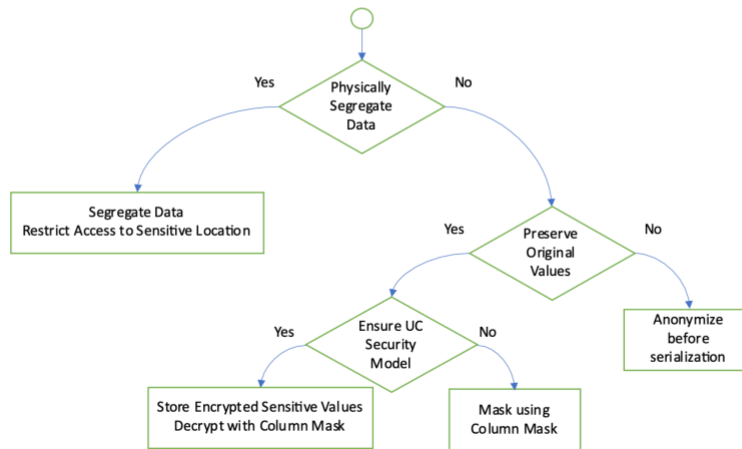 Yes
No
Physically
Segregate
Data
Segregate Data
Restrict Access to Sensitive Location
Yes
No
Preserve
Original
Values
Yes
No
Ensure UC
Security
Model
Anonymize
before
serialization
Store Encrypted Sensitive Values
Decrypt with Column Mask
Mask using
Column Mask